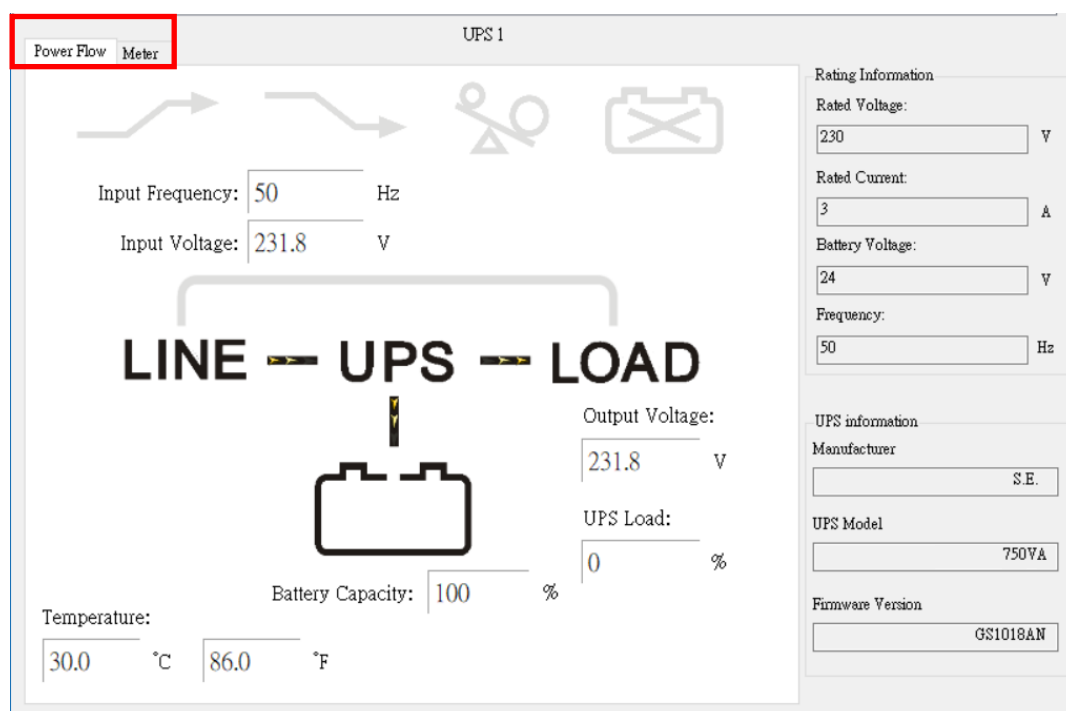 UPS 1
Power Flow
Meter
Input Frequency: 50 Hz
Input Voltage: 231.8 V
LINE UPS LOAD
Output Voltage:
231.8 V
UPS Load:
0 %
Battery Capacity: 100 %
Temperature:
30.0 °C 86.0 °F
Rating Information
Rated Voltage:
230 V
Rated Current:
3 A
Battery Voltage:
24 V
Frequency:
50 Hz
UPS information
Manufacturer
S.E.
UPS Model
750VA
Firmware Version
GS1018AN